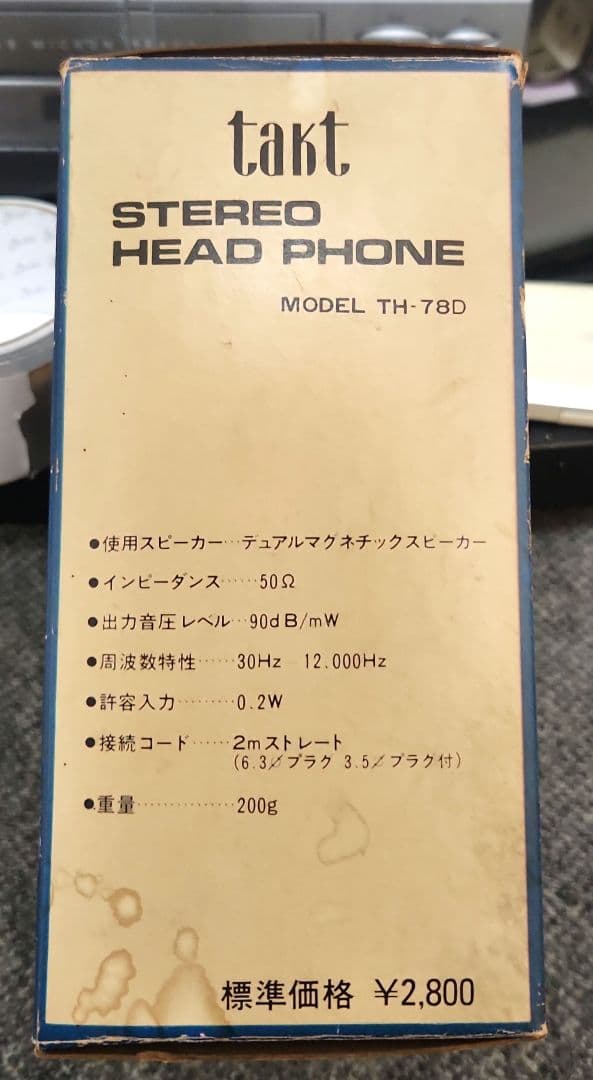 takt
STEREO
HEAD PHONE
MODEL TH-78D
●使用スピーカー…デュアルマグネチックスピーカー
●インピーダンス……50Ω
●出力音圧レベル…90dB/mW
●周波数特性……30Hz 12.000Hz
●許容入力………0.2W
●接続コード……2mストレート
(6.3∅プラグ 3.5∅プラグ付)
●重量……………200g
標準価格 ¥2,800